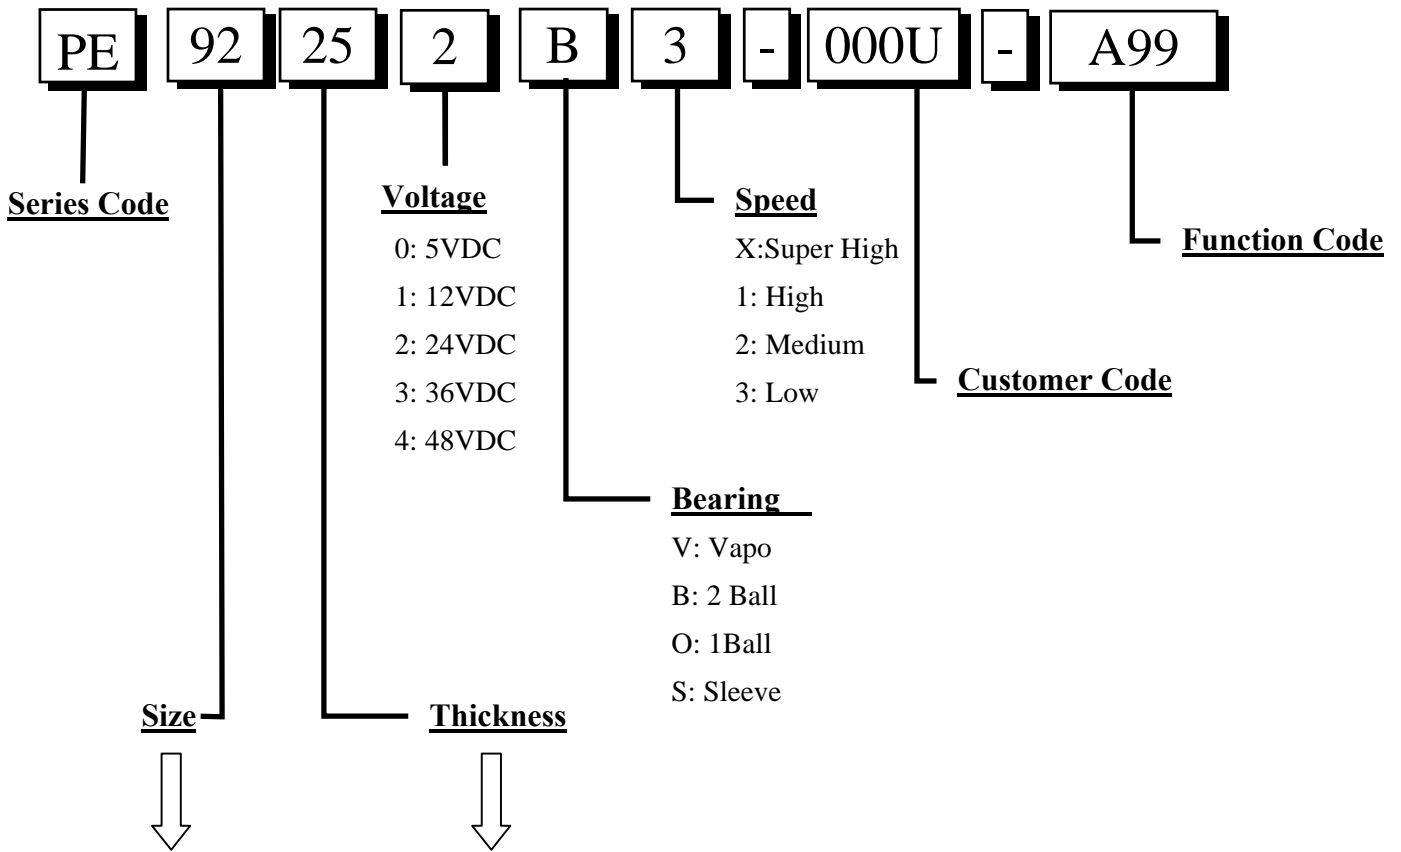 PE 92 25 2 B 3 - 000U - A99
Series Code
Voltage
0: 5VDC
1: 12VDC
2: 24VDC
3: 36VDC
4: 48VDC
Speed
X:Super High
1: High
2: Medium
3: Low
Function Code
Customer Code
Bearing
V: Vapo
B: 2 Ball
O: 1Ball
S: Sleeve
Size
Thickness